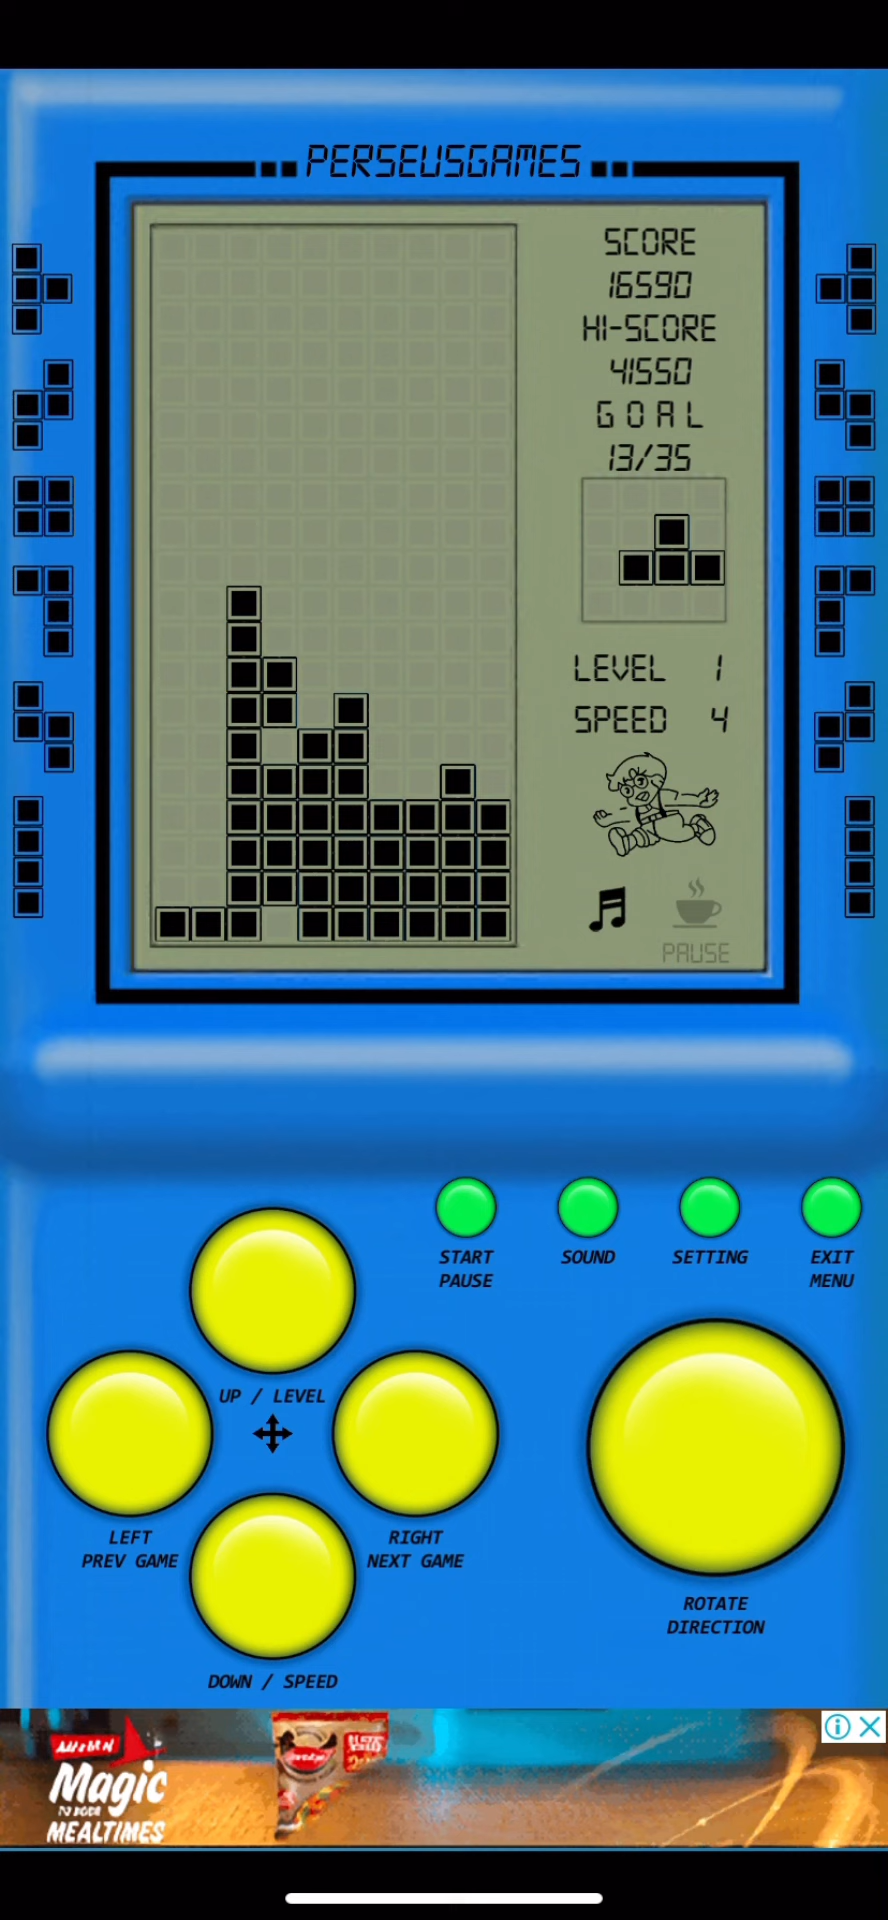 PERSEUSGAMES
SCORE
16590
HI-SCORE
41550
GOAL
13/35
LEVEL 1
SPEED 4
PAUSE
START
PAUSE
SOUND
SETTING
EXIT
MENU
UP / LEVEL
LEFT
PREV GAME
RIGHT
NEXT GAME
DOWN / SPEED
ROTATE
DIRECTION
Magic
MEALTIMES